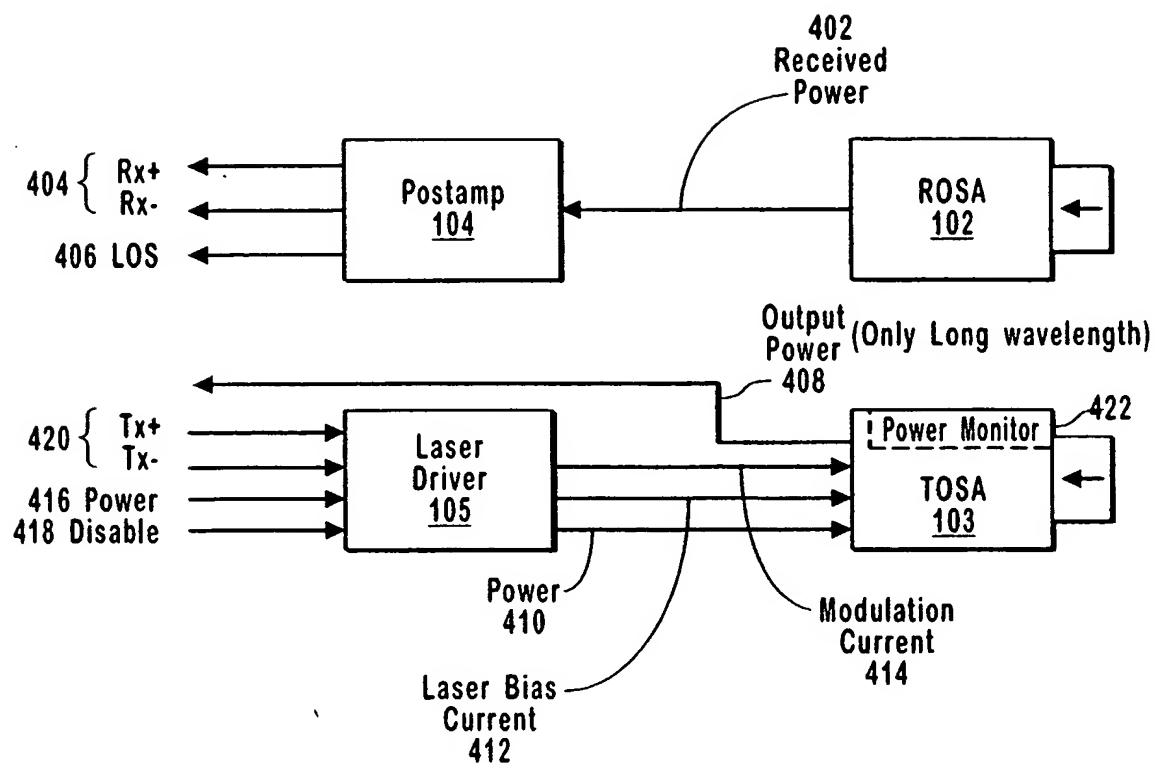 402
Received
Power
404 { Rx+
Rx-
406 LOS
Postamp
104
ROSA
102
Output
Power
408
(Only Long wavelength)
420 { Tx+
Tx-
416 Power
418 Disable
Laser
Driver
105
Power Monitor
422
TOSA
103
Power
410
Modulation
Current
414
Laser Bias
Current
412